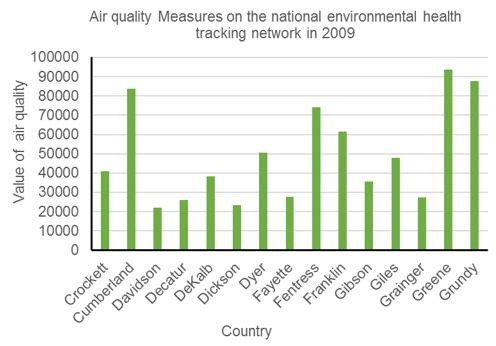 Air quality Measures on the national environmental health
tracking network in 2009
Value of air quality
100000
90000
80000
70000
60000
50000
40000
30000
20000
10000
0
Crockett
Cumberland
Davidson
Decatur
DeKalb
Dickson
Dyer
Fayette
Fentress
Franklin
Gibson
Giles
Grainger
Greene
Grundy
Country